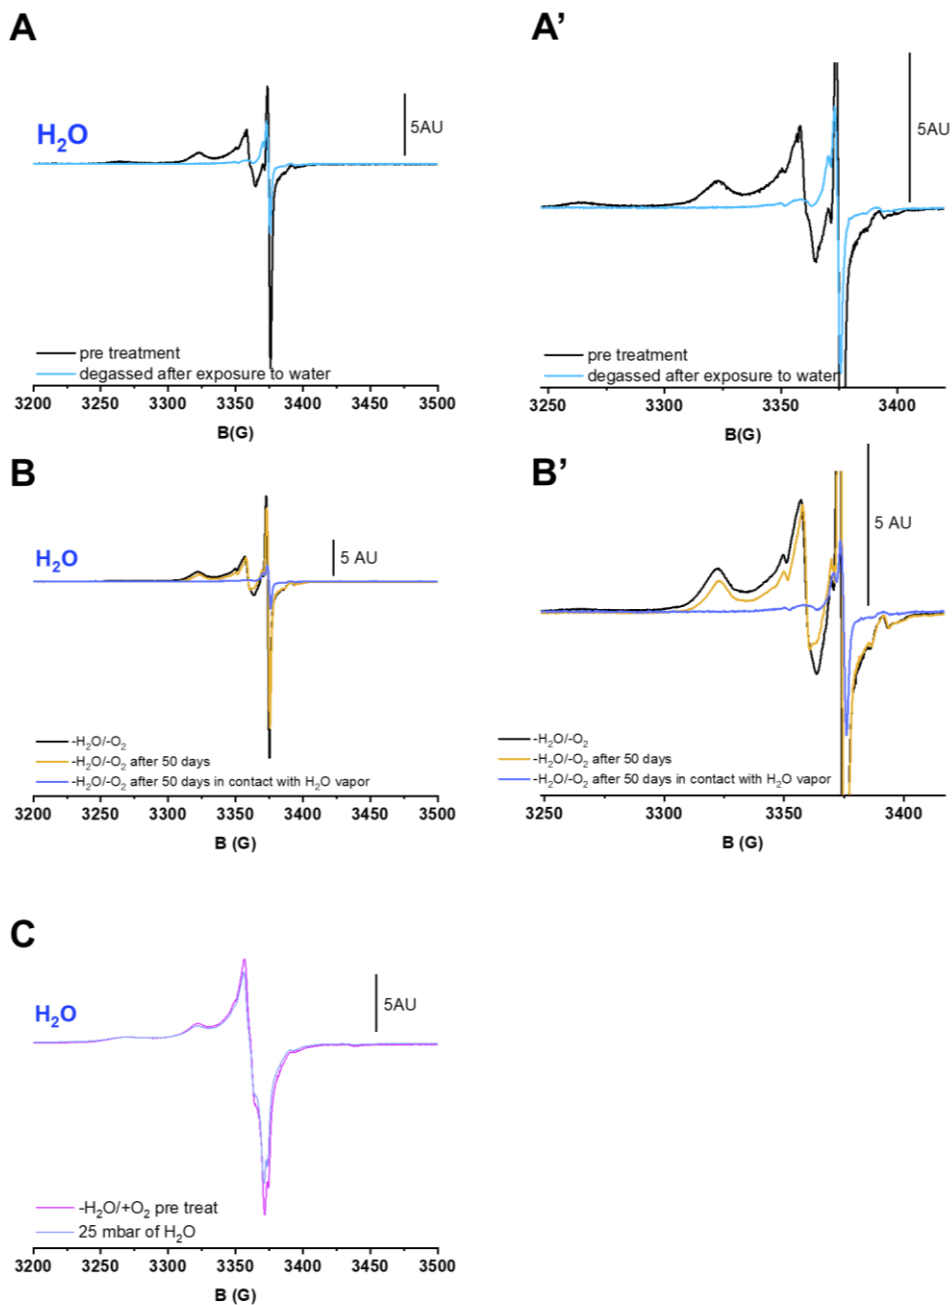 A
H₂O
5AU
pre treatment
degassed after exposure to water
3200 3250 3300 3350 3400 3450 3500
B(G)
A’
5AU
pre treatment
degassed after exposure to water
3250 3300 3350 3400
B(G)
B
H₂O
5 AU
-H₂O/-O₂
-H₂O/-O₂ after 50 days
-H₂O/-O₂ after 50 days in contact with H₂O vapor
3200 3250 3300 3350 3400 3450 3500
B (G)
B’
5 AU
-H₂O/-O₂
-H₂O/-O₂ after 50 days
-H₂O/-O₂ after 50 days in contact with H₂O vapor
3250 3300 3350 3400
B (G)
C
H₂O
5AU
-H₂O/+O₂ pre treat
25 mbar of H₂O
3200 3250 3300 3350 3400 3450 3500
B (G)